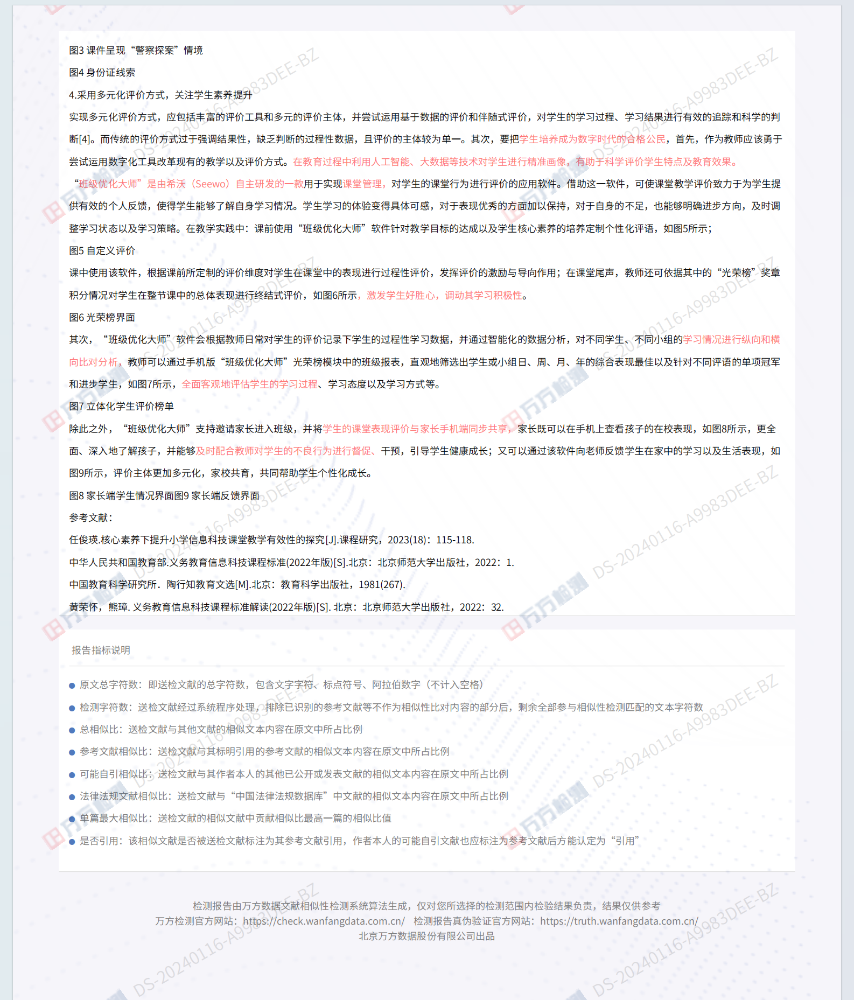 图3 课件呈现“警察探案”情境
图4 身份证线索
4.采用多元化评价方式，关注学生素养提升
实现多元化评价方式，应包括丰富的评价工具和多元的评价主体，并尝试运用基于数据的评价和伴随式评价，对学生的学习过程、学习结果进行有效的追踪和科学的判
断[4]。而传统的评价方式过于强调结果性，缺乏判断的过程性数据，且评价的主体较为单一。其次，要把学生培养成为数字时代的合格公民，首先，作为教师应该勇于
尝试运用数字化工具改革现有的教学以及评价方式。在教育过程中利用人工智能、大数据等技术对学生进行精准画像，有助于科学评价学生特点及教育效果。
“班级优化大师”是由希沃（Seewo）自主研发的一款用于实现课堂管理，对学生的课堂行为进行评价的应用软件。借助这一软件，可使课堂教学评价致力于为学生提
供有效的个人反馈，使得学生能够了解自身学习情况。学生学习的体验变得具体可感，对于表现优秀的方面加以保持，对于自身的不足，也能够明确进步方向，及时调
整学习状态以及学习策略。在教学实践中：课前使用“班级优化大师”软件针对教学目标的达成以及学生核心素养的培养定制个性化评语，如图5所示；
图5 自定义评价
课中使用该软件，根据课前所定制的评价维度对学生在课堂中的表现进行过程性评价，发挥评价的激励与导向作用；在课堂尾声，教师还可依据其中的“光荣榜”奖章
积分情况对学生在整节课中的总体表现进行终结式评价，如图6所示，激发学生好胜心，调动其学习积极性。
图6 光荣榜界面
其次，“班级优化大师”软件会根据教师日常对学生的评价记录下学生的过程性学习数据，并通过智能化的数据分析，对不同学生、不同小组的学习情况进行纵向和横
向比对分析，教师可以通过手机版“班级优化大师”光荣榜模块中的班级报表，直观地筛选出学生或小组日、周、月、年的综合表现最佳以及针对不同评语的单项冠军
和进步学生，如图7所示，全面客观地评估学生的学习过程、学习态度以及学习方式等。
图7 立体化学生评价榜单
除此之外，“班级优化大师”支持邀请家长进入班级，并将学生的课堂表现评价与家长手机端同步共享，家长既可以在手机上查看孩子的在校表现，如图8所示，更全
面、深入地了解孩子，并能够及时配合教师对学生的不良行为进行督促、干预，引导学生健康成长；又可以通过该软件向老师反馈学生在家中的学习以及生活表现，如
图9所示，评价主体更加多元化，家校共育，共同帮助学生个性化成长。
图8 家长端学生情况界面图9 家长端反馈界面
参考文献：
任俊瑛.核心素养下提升小学信息科技课堂教学有效性的探究[J].课程研究，2023(18)：115-118.
中华人民共和国教育部.义务教育信息科技课程标准(2022年版)[S].北京：北京师范大学出版社，2022：1.
中国教育科学研究所．陶行知教育文选[M].北京：教育科学出版社，1981(267).
黄荣怀，熊璋. 义务教育信息科技课程标准解读(2022年版)[S]. 北京：北京师范大学出版社，2022：32.
报告指标说明
● 原文总字符数：即送检文献的总字符数，包含文字字符、标点符号、阿拉伯数字（不计入空格）
● 检测字符数：送检文献经过系统程序处理，排除已识别的参考文献等不作为相似性比对内容的部分后，剩余全部参与相似性检测匹配的文本字符数
● 总相似比：送检文献与其他文献的相似文本内容在原文中所占比例
● 参考文献相似比：送检文献与其标明引用的参考文献的相似文本内容在原文中所占比例
● 可能自引相似比：送检文献与其作者本人的其他已公开或发表文献的相似文本内容在原文中所占比例
● 法律法规文献相似比：送检文献与“中国法律法规数据库”中文献的相似文本内容在原文中所占比例
● 单篇最大相似比：送检文献的相似文献中贡献相似比最高一篇的相似比值
● 是否引用：该相似文献是否被送检文献标注为其参考文献引用，作者本人的可能自引文献也应标注为参考文献后方能认定为“引用”
检测报告由万方数据文献相似性检测系统算法生成，仅对您所选择的检测范围内检验结果负责，结果仅供参考
万方检测官方网站：https://check.wanfangdata.com.cn/ 检测报告真伪验证官方网站：https://truth.wanfangdata.com.cn/
北京万方数据股份有限公司出品
万方检测 DS-20240116-A9983DEE-BZ